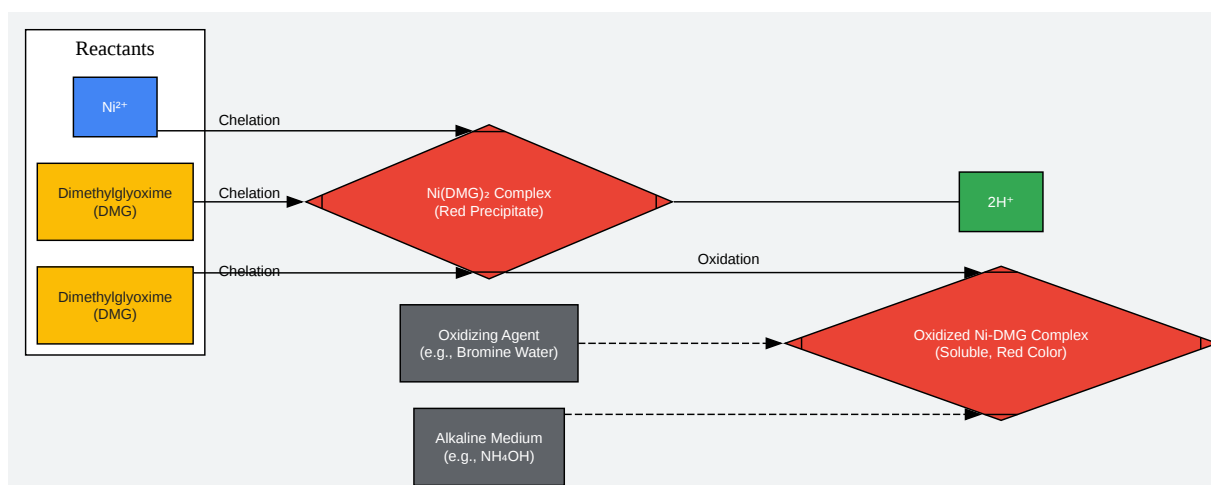 Reactants
Ni²⁺
Chelation
Dimethylglyoxime
(DMG)
Chelation
Ni(DMG)₂ Complex
(Red Precipitate)
2H⁺
Dimethylglyoxime
(DMG)
Chelation
Oxidation
Oxidizing Agent
(e.g., Bromine Water)
Oxidized Ni-DMG Complex
(Soluble, Red Color)
Alkaline Medium
(e.g., NH₄OH)